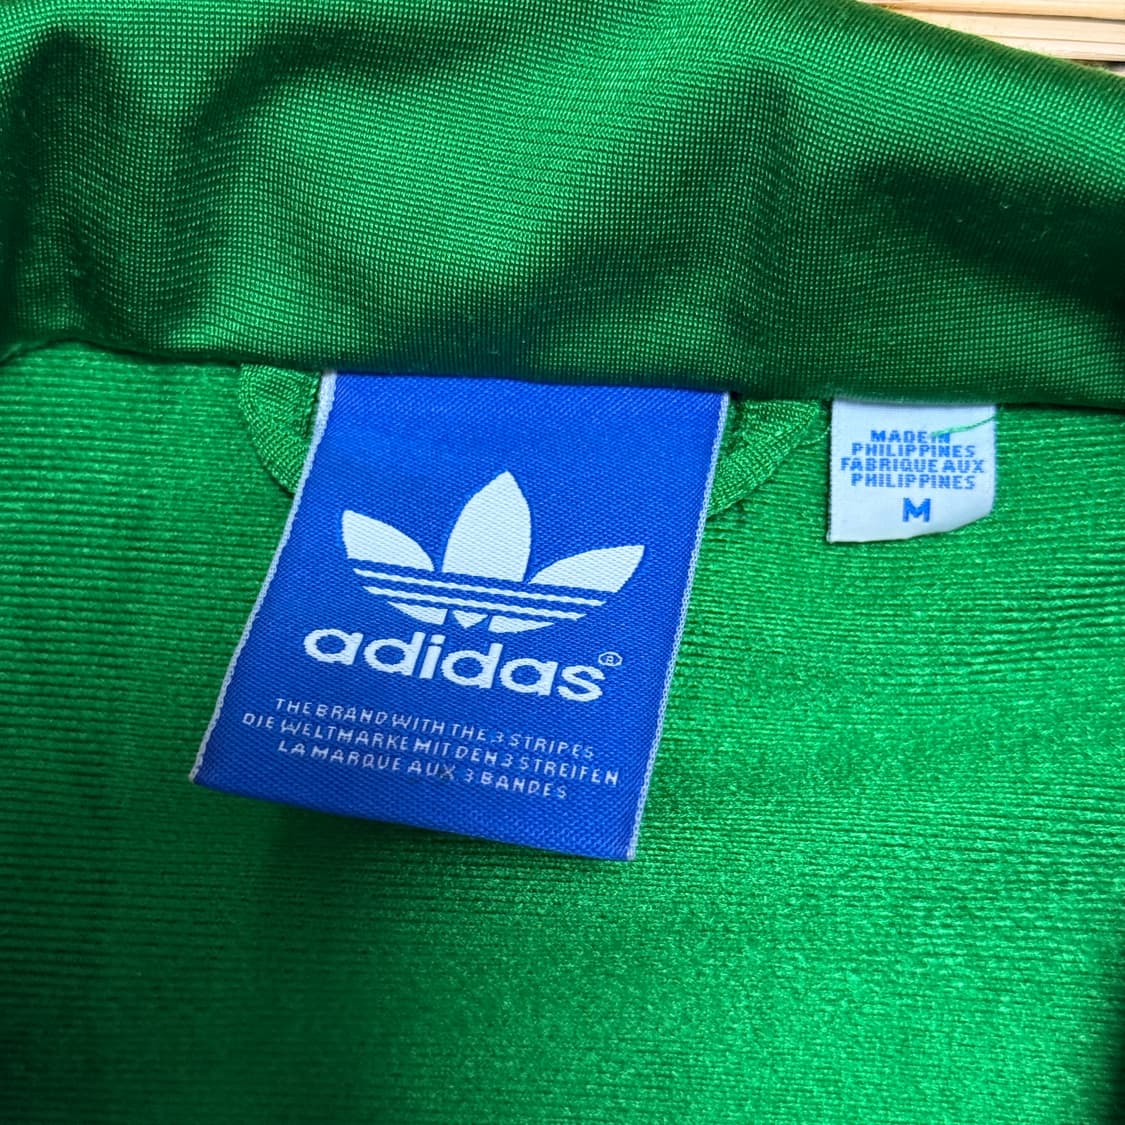 adidas®
THE BRAND WITH THE 3 STRIPES
DIE WELTMARKE MIT DEN 3 STREIFEN
LA MARQUE AUX 3 BANDES
MADE IN
PHILIPPINES
FABRIQUE AUX
PHILIPPINES
M